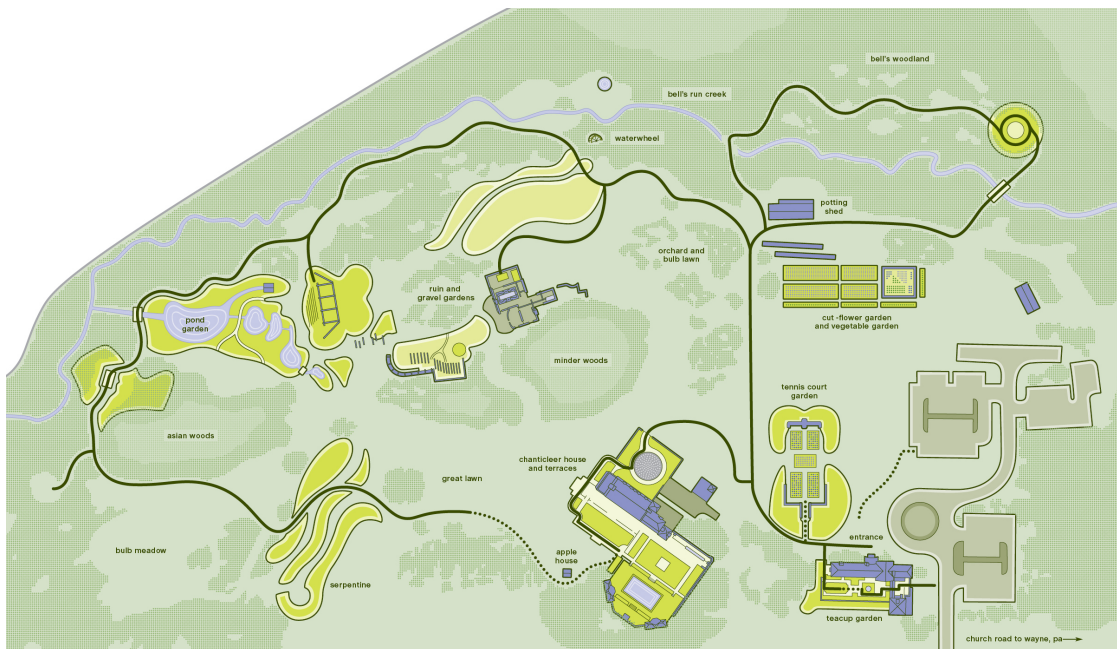 bell's woodland
bell's run creek
waterwheel
potting
shed
orchard and
bulb lawn
ruin and
gravel gardens
cut -flower garden
and vegetable garden
pond
garden
minder woods
tennis court
garden
asian woods
chanticleer house
and terraces
great lawn
entrance
bulb meadow
apple
house
serpentine
teacup garden
church road to wayne, pa